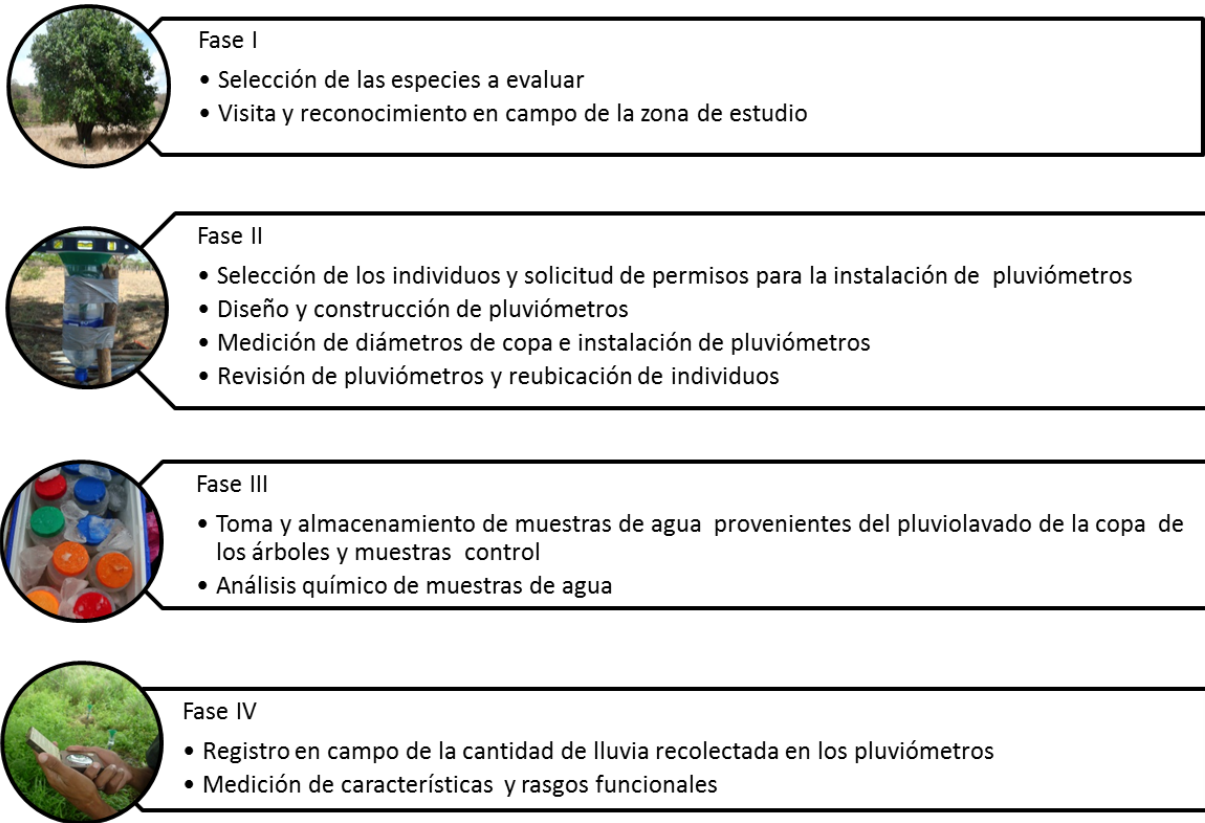 Fase I
• Selección de las especies a evaluar
• Visita y reconocimiento en campo de la zona de estudio
Fase II
• Selección de los individuos y solicitud de permisos para la instalación de pluviómetros
• Diseño y construcción de pluviómetros
• Medición de diámetros de copa e instalación de pluviómetros
• Revisión de pluviómetros y reubicación de individuos
Fase III
• Toma y almacenamiento de muestras de agua provenientes del pluviolavado de la copa de
los árboles y muestras control
• Análisis químico de muestras de agua
Fase IV
• Registro en campo de la cantidad de lluvia recolectada en los pluviómetros
• Medición de características y rasgos funcionales